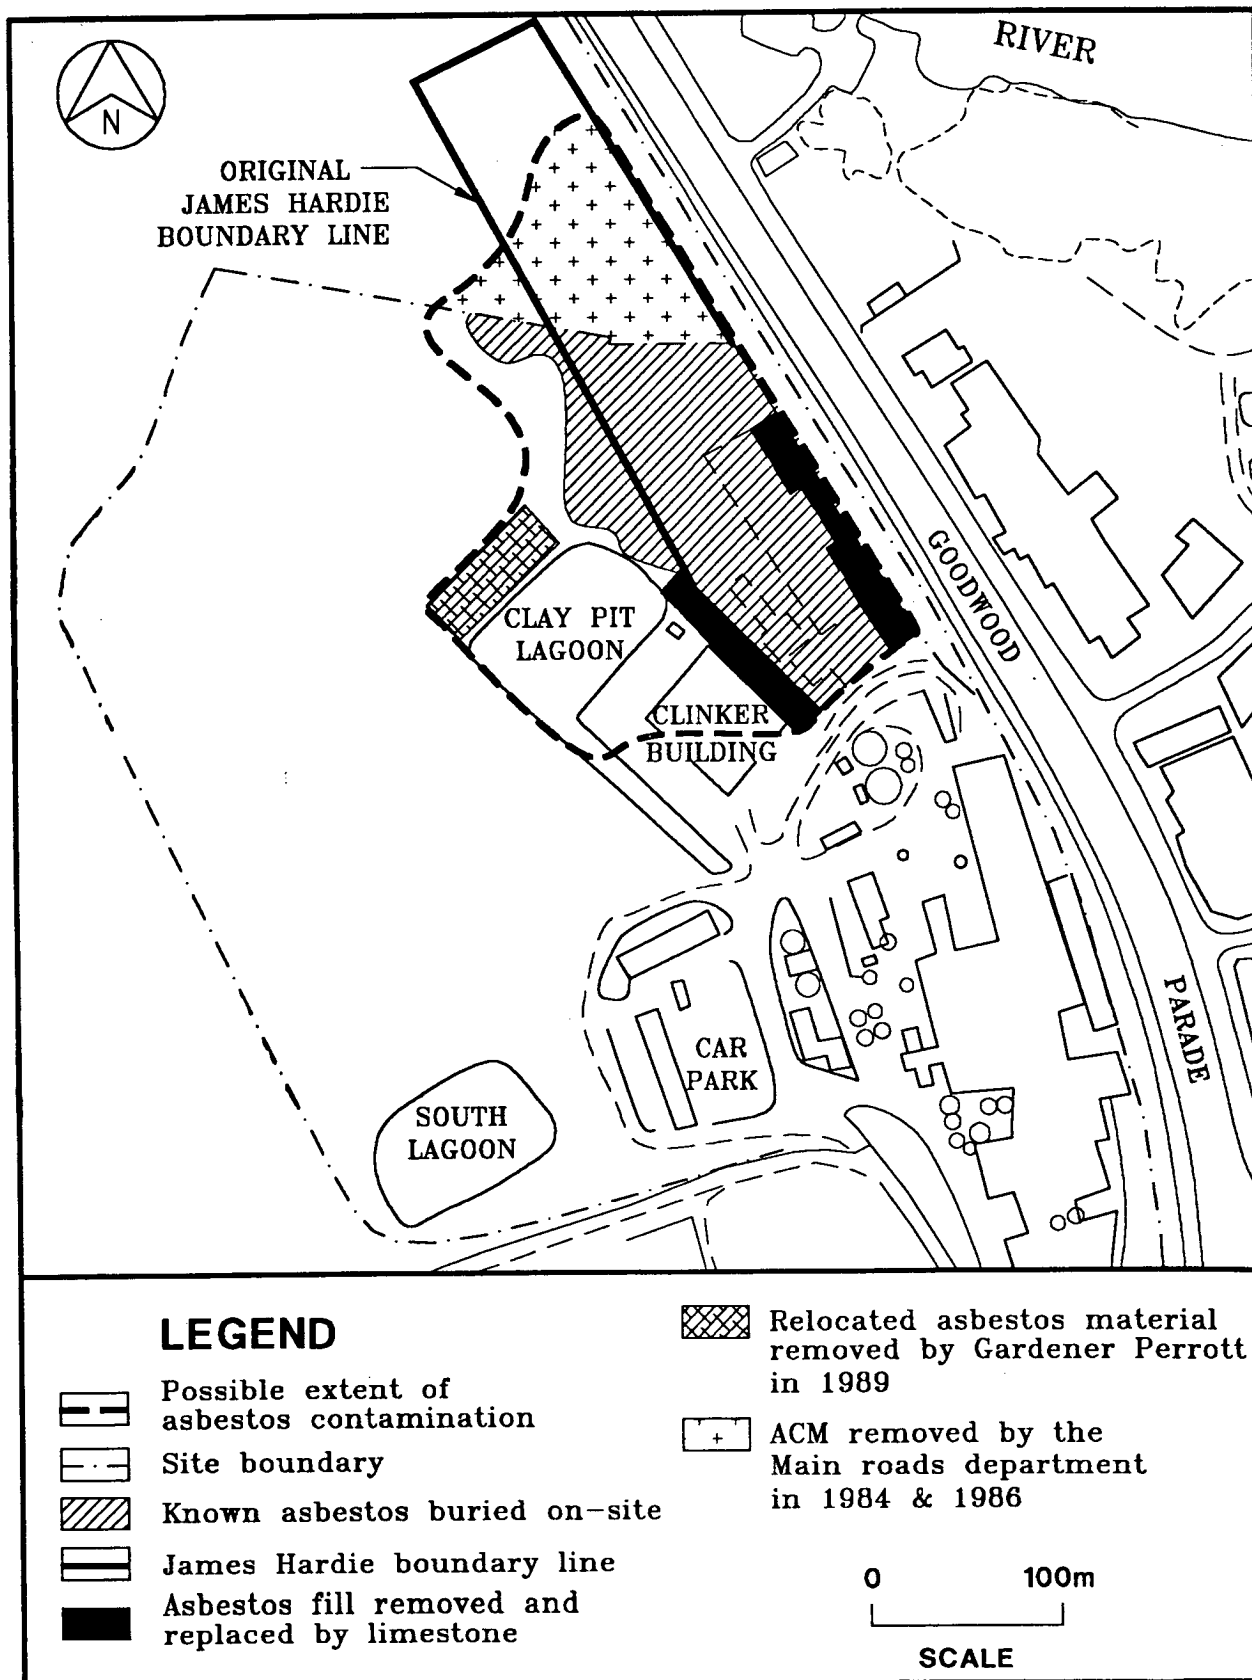 RIVER
N
ORIGINAL
JAMES HARDIE
BOUNDARY LINE
GOODWOOD
CLAY PIT
LAGOON
CLINKER
BUILDING
PARADE
CAR
PARK
SOUTH
LAGOON
LEGEND
Possible extent of
asbestos contamination
Site boundary
Known asbestos buried on-site
James Hardie boundary line
Asbestos fill removed and
replaced by limestone
Relocated asbestos material
removed by Gardener Perrott
in 1989
ACM removed by the
Main roads department
in 1984 & 1986
0 100m
SCALE